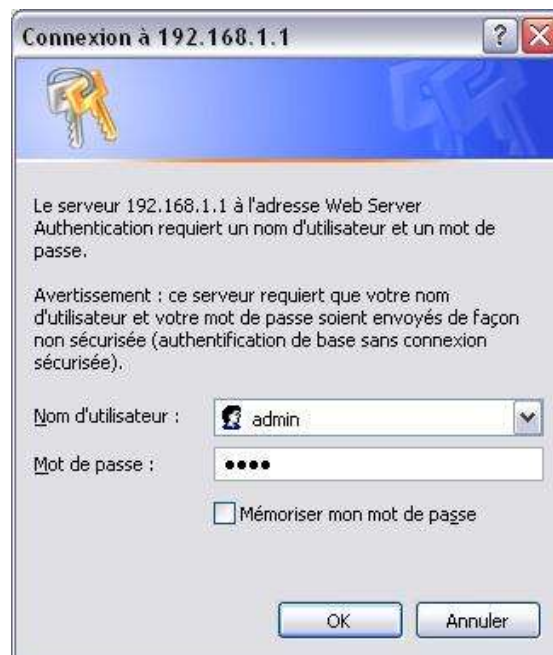 Connexion à 192.168.1.1
Le serveur 192.168.1.1 à l'adresse Web Server
Authentication requiert un nom d'utilisateur et un mot de
passe.
Avertissement : ce serveur requiert que votre nom
d'utilisateur et votre mot de passe soient envoyés de façon
non sécurisée (authentification de base sans connexion
sécurisée).
Nom d'utilisateur : admin
Mot de passe : ••••
Mémoriser mon mot de passe
OK Annuler